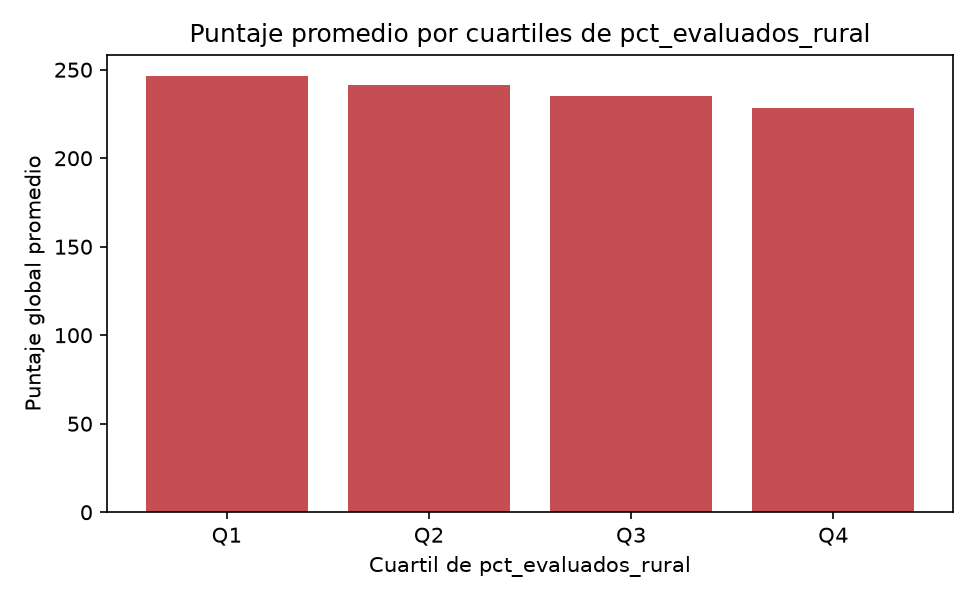 Puntaje promedio por cuartiles de pct_evaluados_rural
Puntaje global promedio
250
200
150
100
50
0
Q1 Q2 Q3 Q4
Cuartil de pct_evaluados_rural